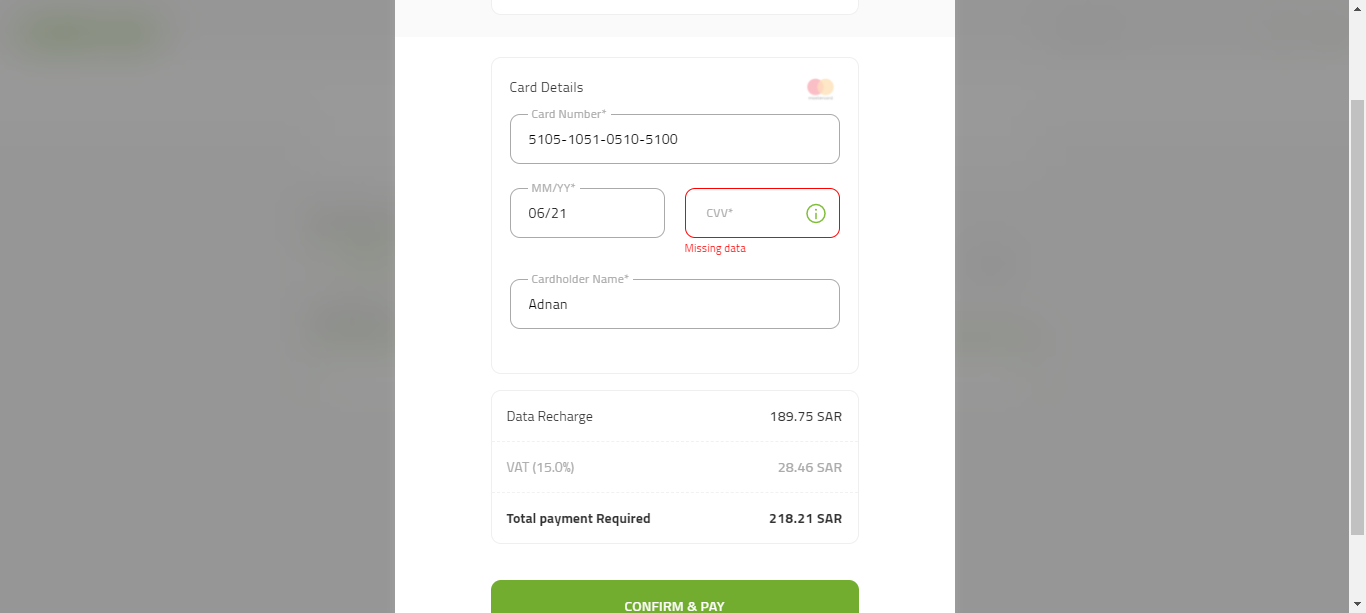 Card Details
Card Number*
5105-1051-0510-5100
MM/YY*
06/21
CVV*
Missing data
Cardholder Name*
Adnan
Data Recharge 189.75 SAR
VAT (15.0%) 28.46 SAR
Total payment Required 218.21 SAR
CONFIRM & PAY